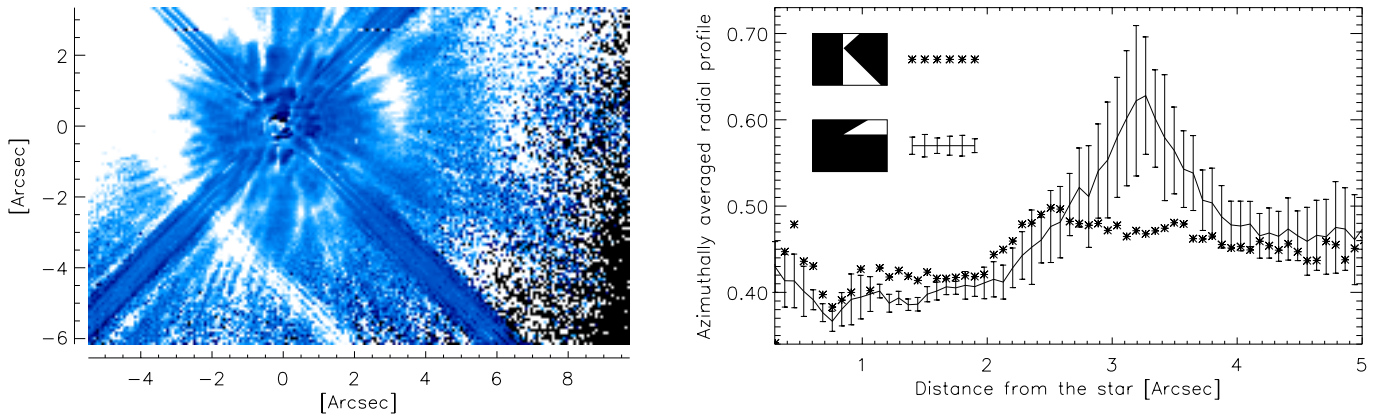 2
0
−2
−4
−6
[Arcsec]
−4 −2 0 2 4 6 8
[Arcsec]
0.70
0.60
0.50
0.40
Azimuthally averaged radial profile
1 2 3 4 5
Distance from the star [Arcsec]